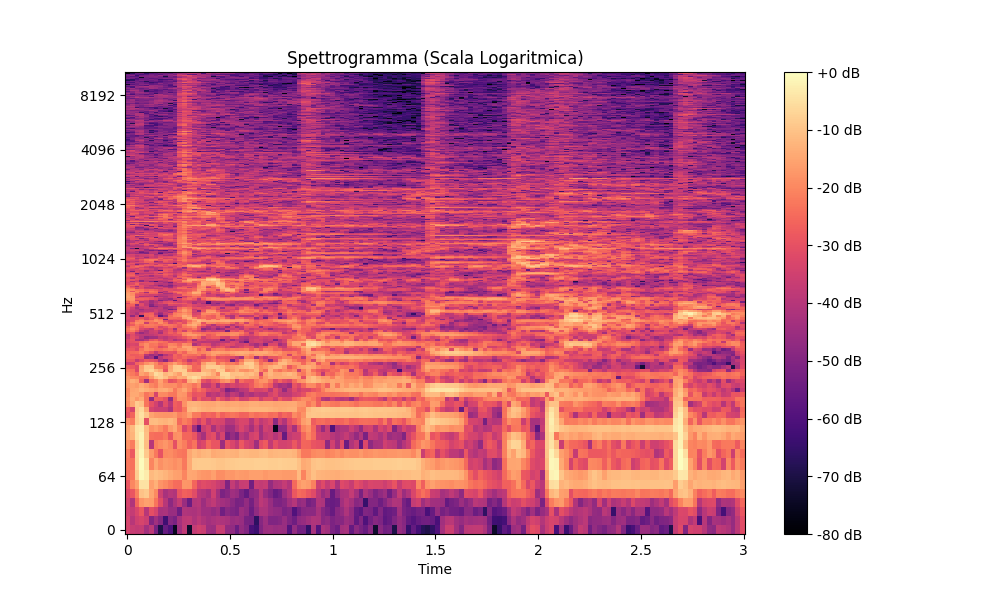 Spettrogramma (Scala Logaritmica)
Hz
8192
4096
2048
1024
512
256
128
64
0
0
0.5
1
1.5
2
2.5
3
Time
+0 dB
-10 dB
-20 dB
-30 dB
-40 dB
-50 dB
-60 dB
-70 dB
-80 dB